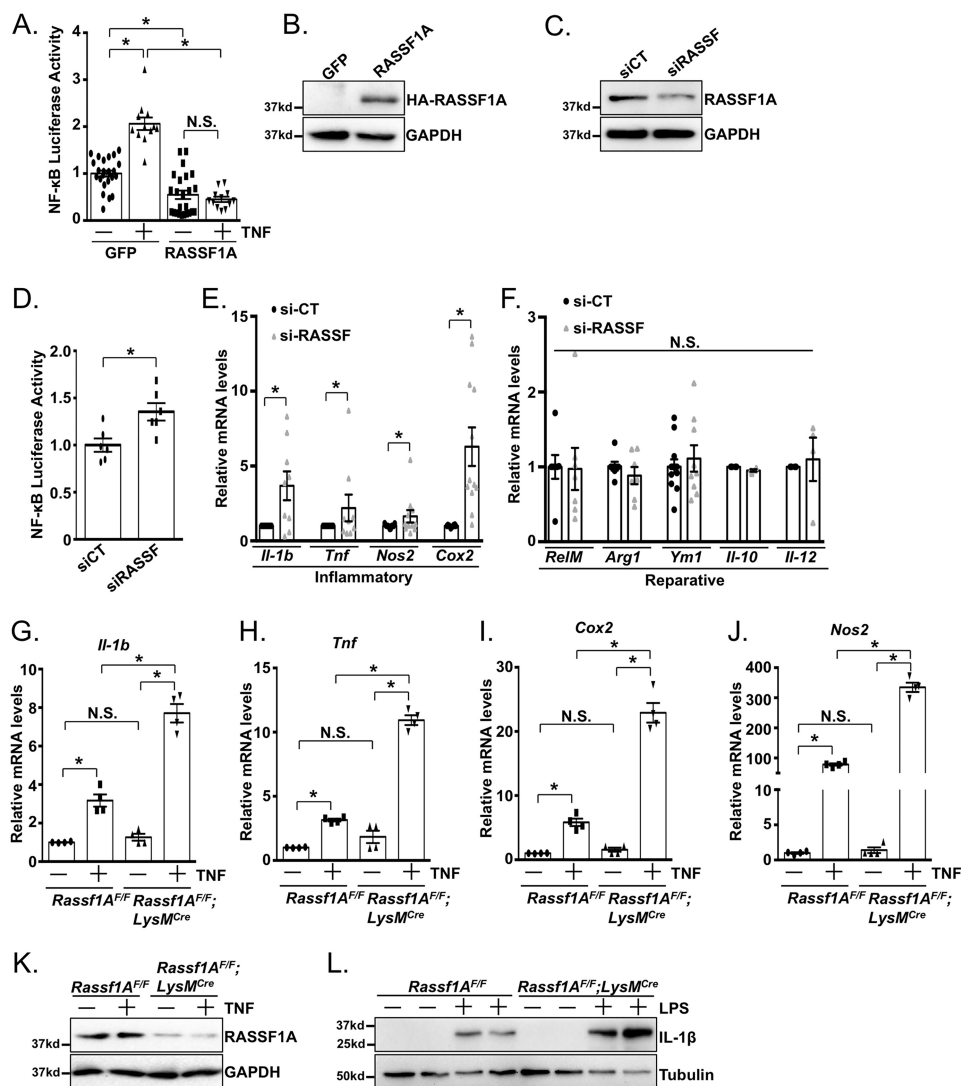 A.
NF-κB Luciferase Activity
4
3
2
1
0
*
*
*
N.S.
— + — + TNF
GFP RASSF1A
B.
GFP RASSF1A
37kd HA-RASSF1A
GAPDH
37kd
C.
siCT siRASSF
37kd RASSF1A
37kd GAPDH
D.
NF-κB Luciferase Activity
2.0
1.5
1.0
0.5
0.0
*
siCT siRASSF
E.
si-CT
si-RASSF
Relative mRNA levels
15
10
5
0
* * * *
Il-1b Tnf Nos2 Cox2
Inflammatory
F.
si-CT
si-RASSF
Relative mRNA levels
3
2
1
0
N.S.
RelM Arg1 Ym1 Il-10 Il-12
Reparative
G.
Il-1b
Relative mRNA levels
10
8
6
4
2
0
*
*
N.S.
*
— + — + TNF
Rassf1A^F/F Rassf1A^F/F;
LysM^Cre
H.
Tnf
Relative mRNA levels
15
10
5
0
*
*
N.S.
*
— + — + TNF
Rassf1A^F/F Rassf1A^F/F;
LysM^Cre
I.
Cox2
Relative mRNA levels
30
20
10
0
*
*
N.S.
*
— + — + TNF
Rassf1A^F/F Rassf1A^F/F;
LysM^Cre
J.
Nos2
Relative mRNA levels
400
300
200
100
10
8
6
4
2
0
*
*
N.S.
*
— + — + TNF
Rassf1A^F/F Rassf1A^F/F;
LysM^Cre
K.
Rassf1A^F/F Rassf1A^F/F;
LysM^Cre
— + — + TNF
RASSF1A
37kd
37kd GAPDH
L.
Rassf1A^F/F Rassf1A^F/F;LysM^Cre
— — + + — — + + LPS
37kd
25kd IL-1β
50kd Tubulin